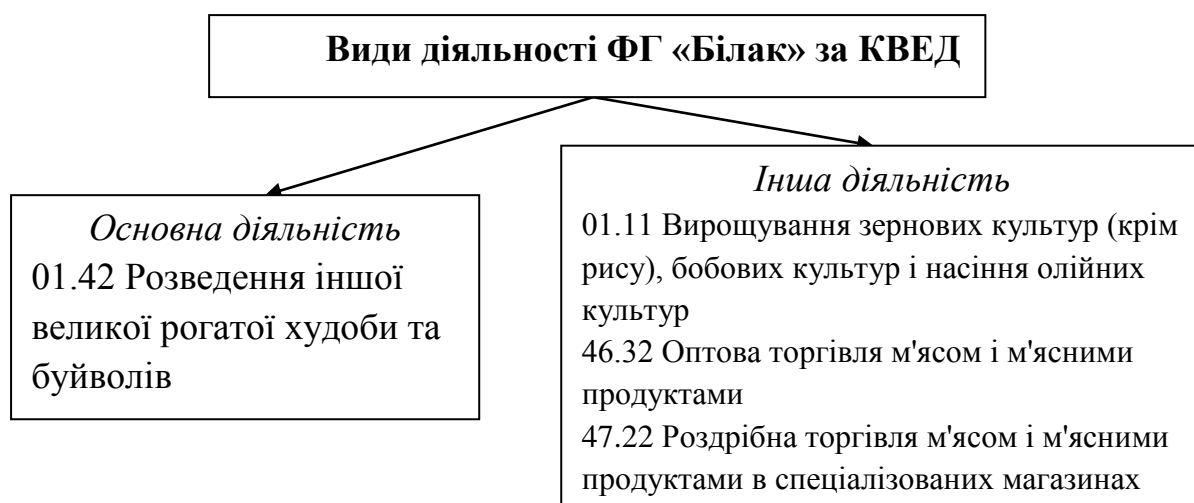 Види діяльності ФГ «Білак» за КВЕД
Основна діяльність
01.42 Розведення іншої
великої рогатої худоби та
буйволів
Інша діяльність
01.11 Вирощування зернових культур (крім
рису), бобових культур і насіння олійних
культур
46.32 Оптова торгівля м'ясом і м'ясними
продуктами
47.22 Роздрібна торгівля м'ясом і м'ясними
продуктами в спеціалізованих магазинах